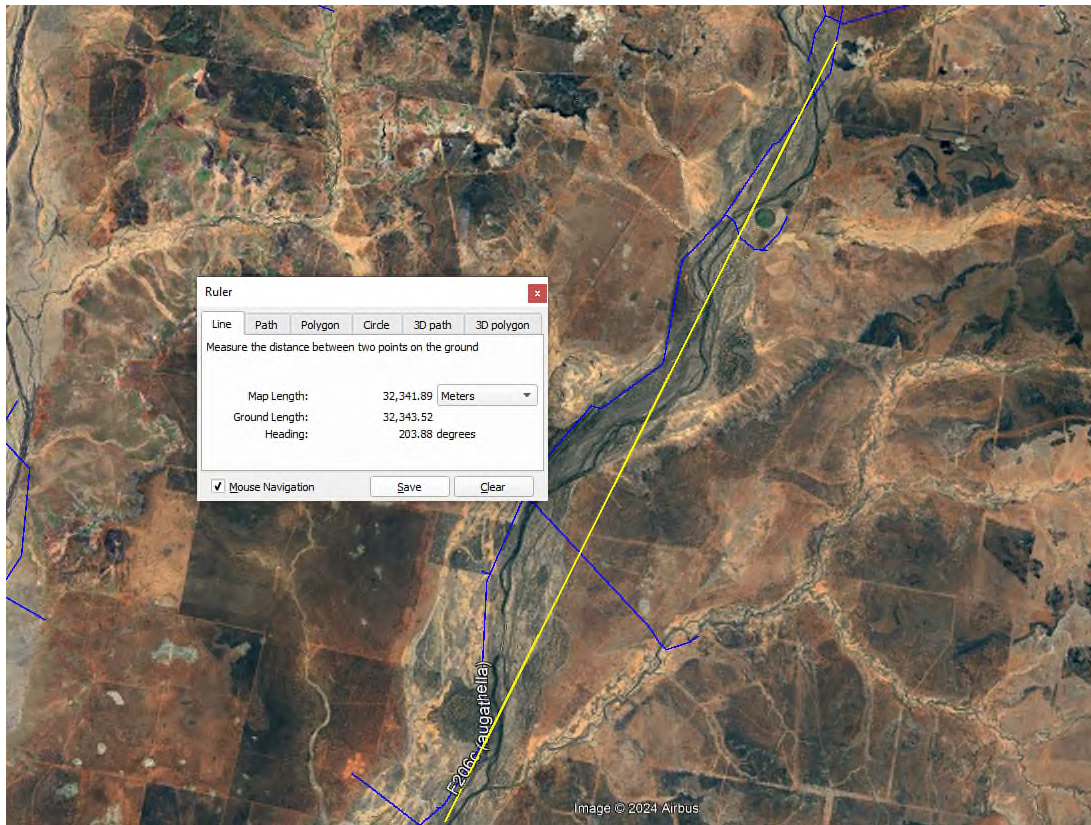 Ruler
Line Path Polygon Circle 3D path 3D polygon
Measure the distance between two points on the ground
Map Length: 32,341.89 Meters
Ground Length: 32,343.52
Heading: 203.88 degrees
Mouse Navigation Save Clear
F206c (augathella)
Image © 2024 Airbus